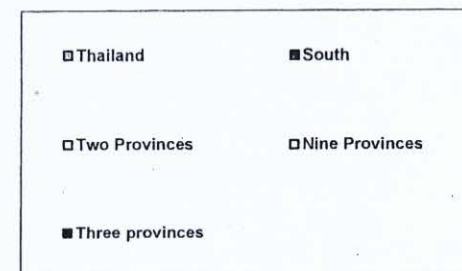 Thailand
South
Two Provinces
Nine Provinces
Three provinces